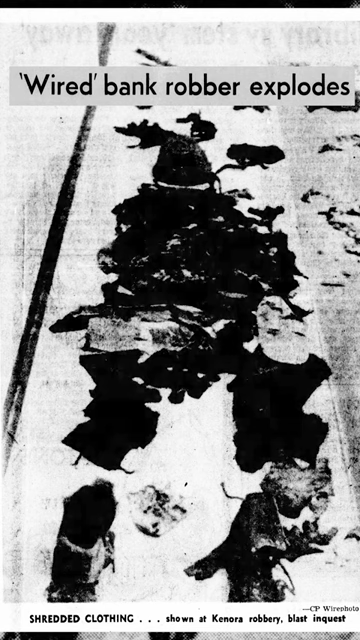 'Wired' bank robber explodes
—CP Wirephoto
SHREDDED CLOTHING . . . shown at Kenora robbery, blast inquest